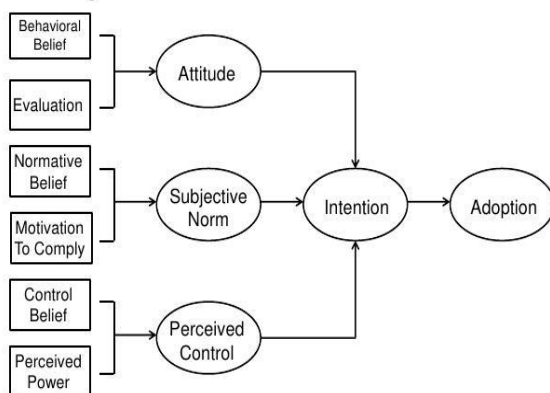 Behavioral
Belief
Evaluation
Attitude
Normative
Belief
Motivation
To Comply
Subjective
Norm
Intention
Adoption
Control
Belief
Perceived
Power
Perceived
Control